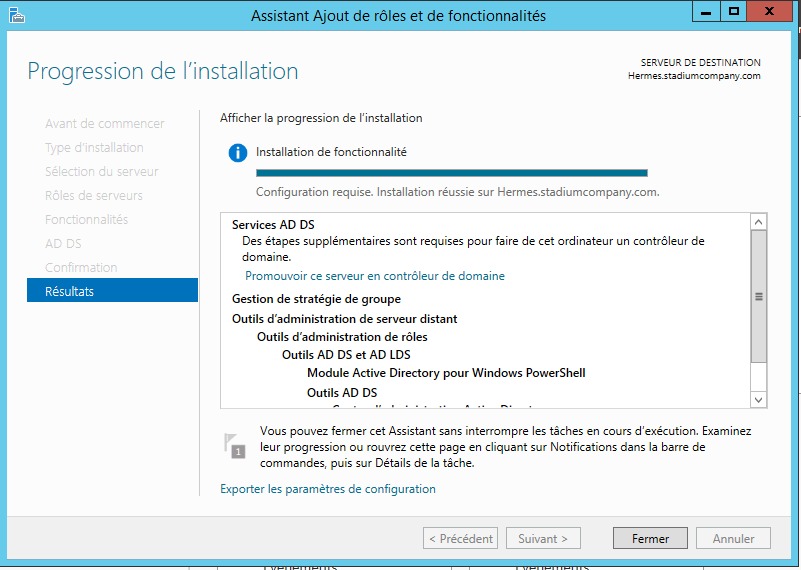 Assistant Ajout de rôles et de fonctionnalités
Progression de l'installation
SERVEUR DE DESTINATION
Hermes.stadiumcompany.com
Avant de commencer
Type d'installation
Sélection du serveur
Rôles de serveurs
Fonctionnalités
AD DS
Confirmation
Résultats
Afficher la progression de l'installation
Installation de fonctionnalité
Configuration requise. Installation réussie sur Hermes.stadiumcompany.com.
Services AD DS
Des étapes supplémentaires sont requises pour faire de cet ordinateur un contrôleur de
domaine.
Promouvoir ce serveur en contrôleur de domaine
Gestion de stratégie de groupe
Outils d'administration de serveur distant
Outils d'administration de rôles
Outils AD DS et AD LDS
Module Active Directory pour Windows PowerShell
Outils AD DS
1
Vous pouvez fermer cet Assistant sans interrompre les tâches en cours d'exécution. Examinez
leur progression ou rouvrez cette page en cliquant sur Notifications dans la barre de
commandes, puis sur Détails de la tâche.
Exporter les paramètres de configuration
< Précédent
Suivant >
Fermer
Annuler